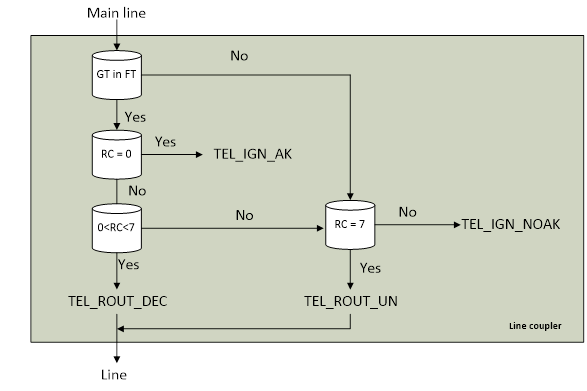 Main line
No
GT in FT
Yes
Yes
RC = 0
TEL_IGN_AK
No
No
No
0<RC<7
RC = 7
TEL_IGN_NOAK
Yes
Yes
TEL_ROUT_DEC
TEL_ROUT_UN
Line coupler
Line